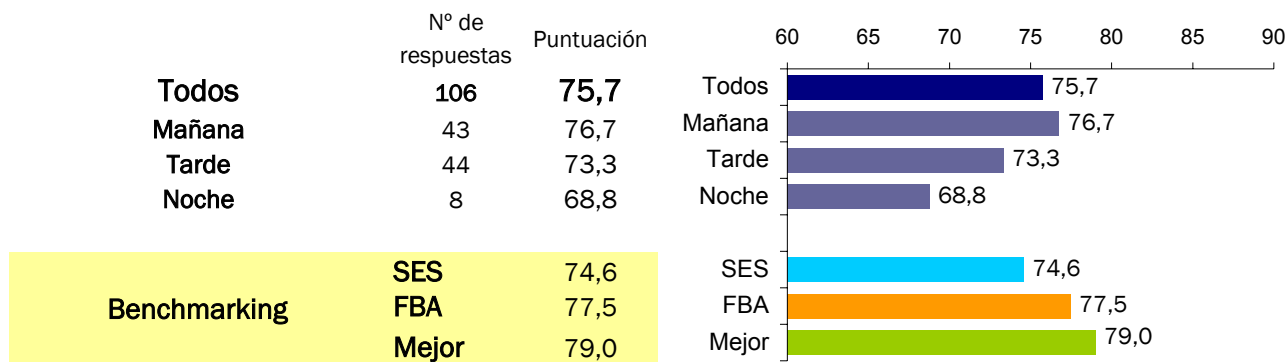 Nº de respuestas Puntuación
Todos 106 75,7
Mañana 43 76,7
Tarde 44 73,3
Noche 8 68,8
Benchmarking
SES 74,6
FBA 77,5
Mejor 79,0
60 65 70 75 80 85 90
Todos 75,7
Mañana 76,7
Tarde 73,3
Noche 68,8
SES 74,6
FBA 77,5
Mejor 79,0